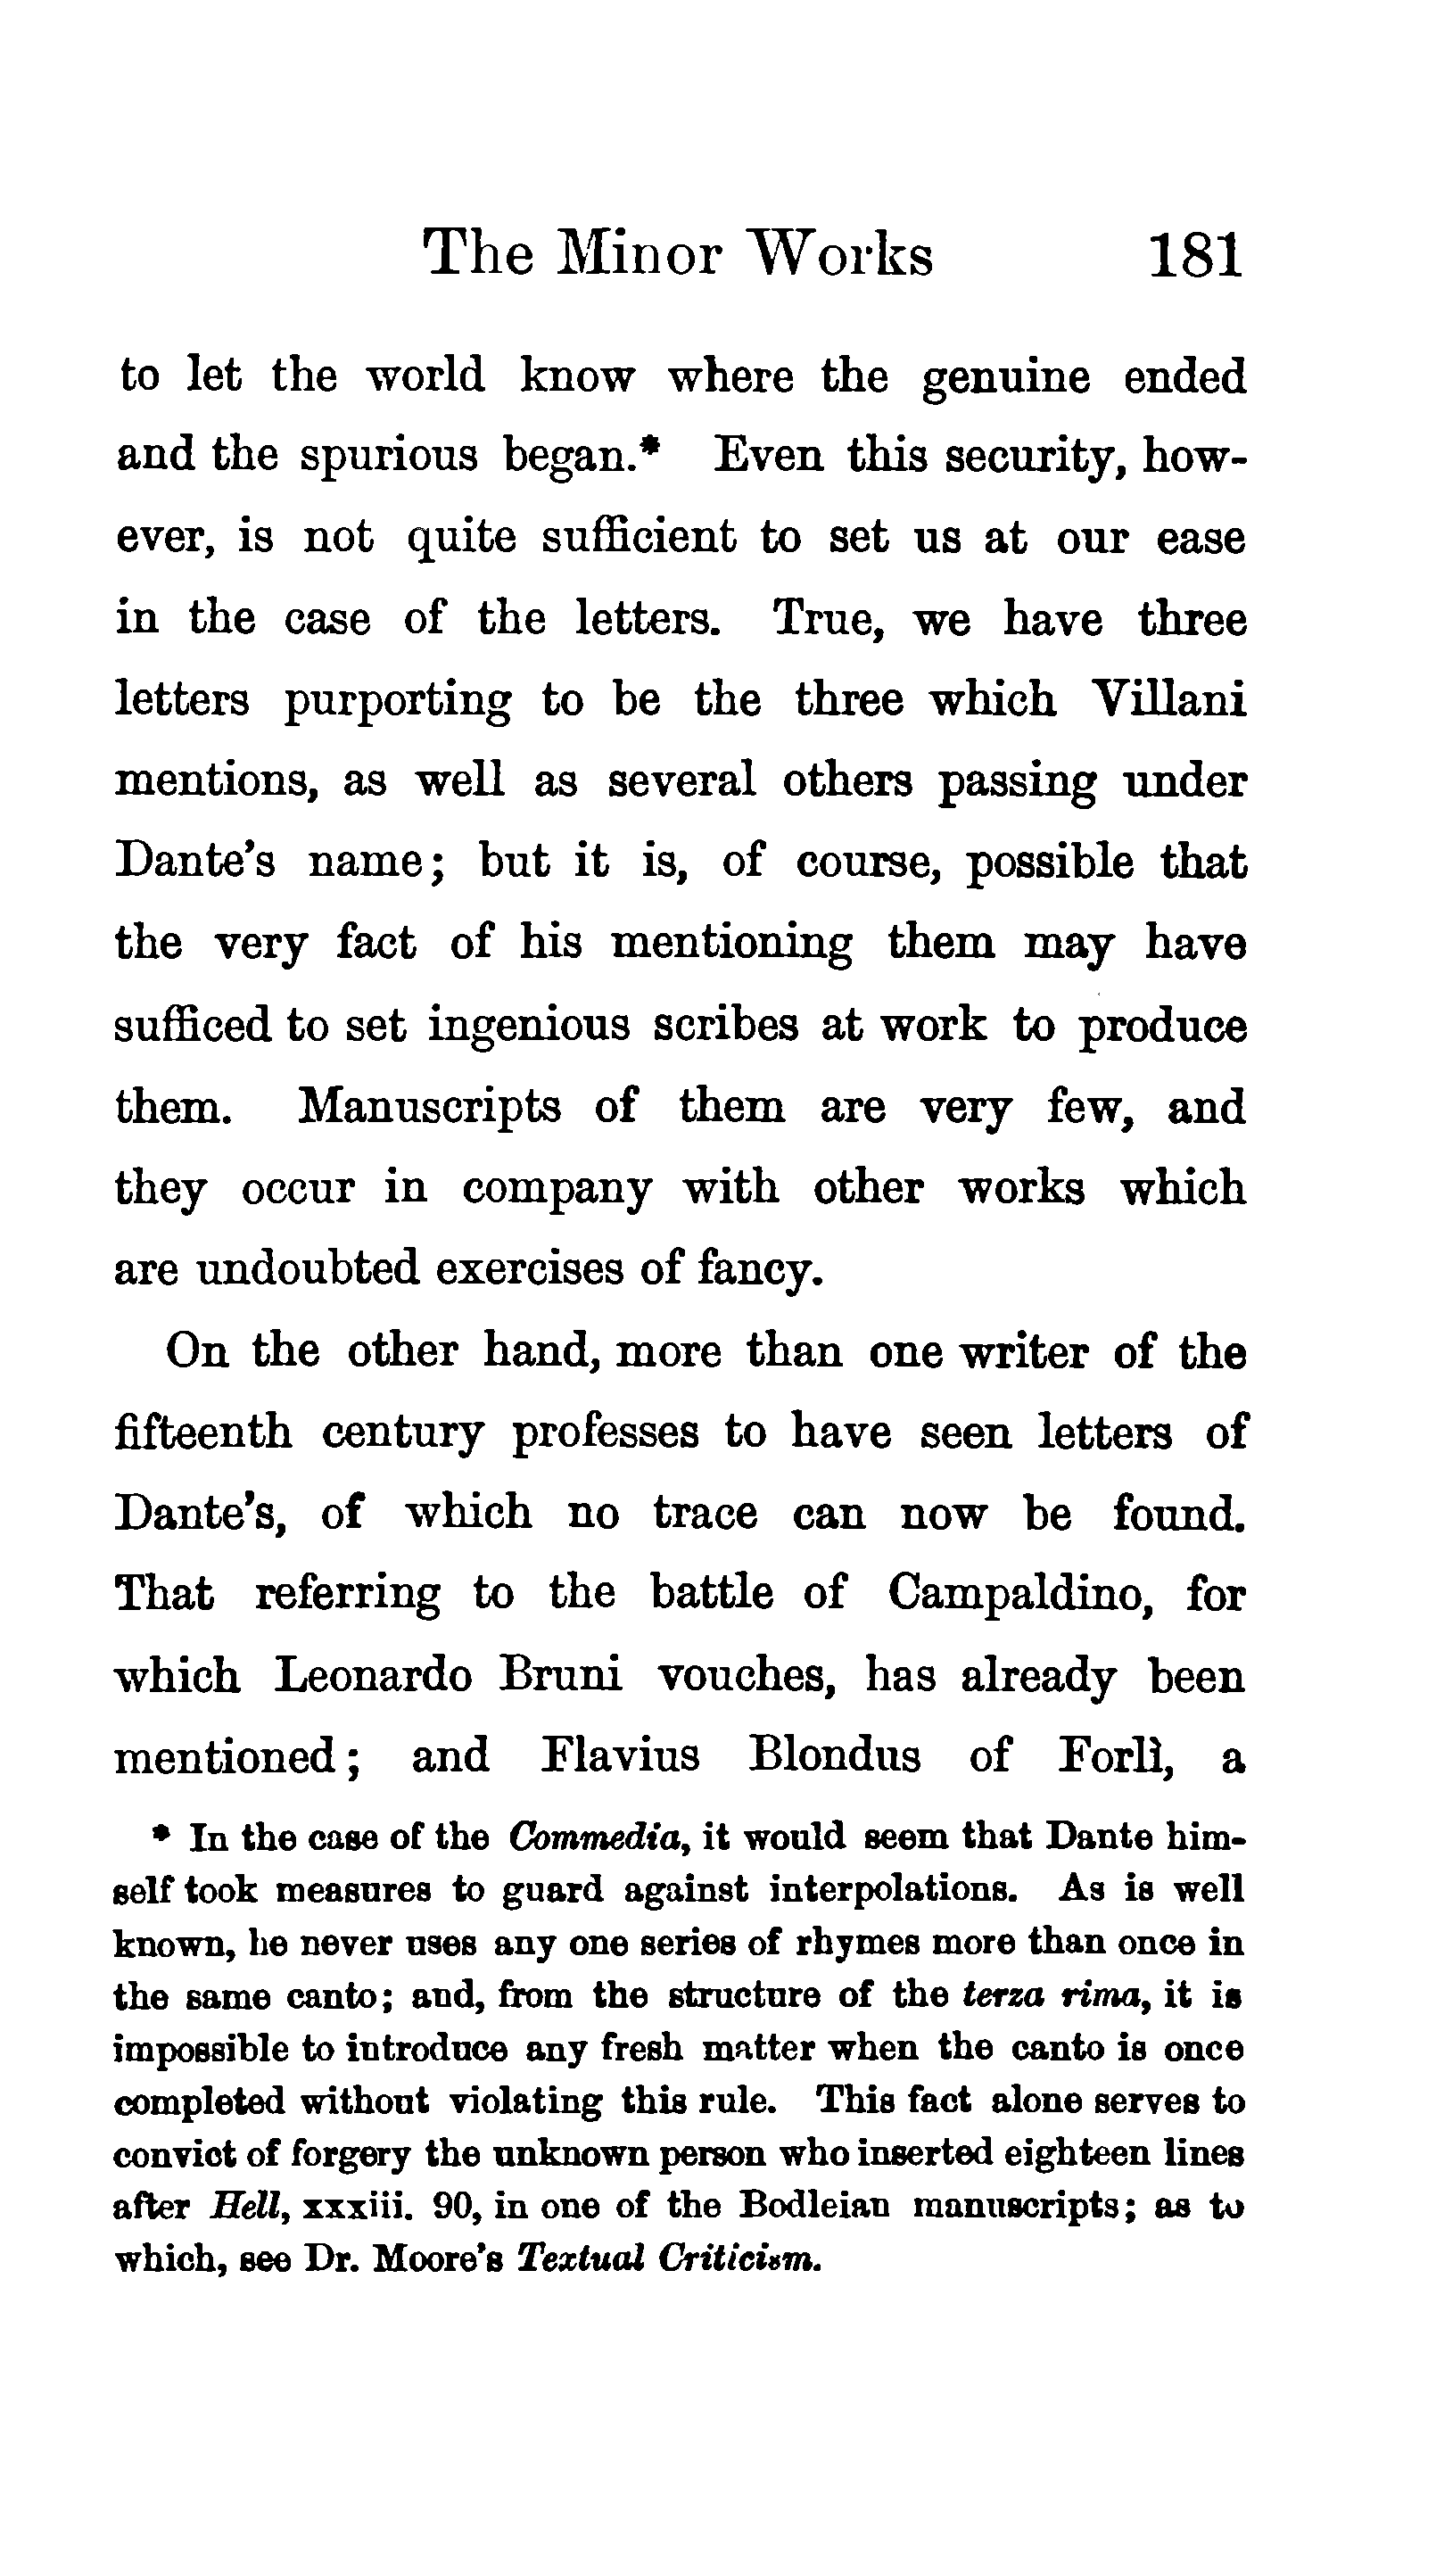 The Minor Works 181
to let the world know where the genuine ended
and the spurious began.* Even this security, how-
ever, is not quite sufficient to set us at our ease
in the case of the letters. True, we have three
letters purporting to be the three which Villani
mentions, as well as several others passing under
Dante's name; but it is, of course, possible that
the very fact of his mentioning them may have
sufficed to set ingenious scribes at work to produce
them. Manuscripts of them are very few, and
they occur in company with other works which
are undoubted exercises of fancy.
On the other hand, more than one writer of the
fifteenth century professes to have seen letters of
Dante's, of which no trace can now be found.
That referring to the battle of Campaldino, for
which Leonardo Bruni vouches, has already been
mentioned; and Flavius Blondus of Forlì, a
* In the case of the Commedia, it would seem that Dante him-
self took measures to guard against interpolations. As is well
known, he never uses any one series of rhymes more than once in
the same canto; and, from the structure of the terza rima, it is
impossible to introduce any fresh matter when the canto is once
completed without violating this rule. This fact alone serves to
convict of forgery the unknown person who inserted eighteen lines
after Hell, xxxiii. 90, in one of the Bodleian manuscripts; as to
which, see Dr. Moore's Textual Criticism.